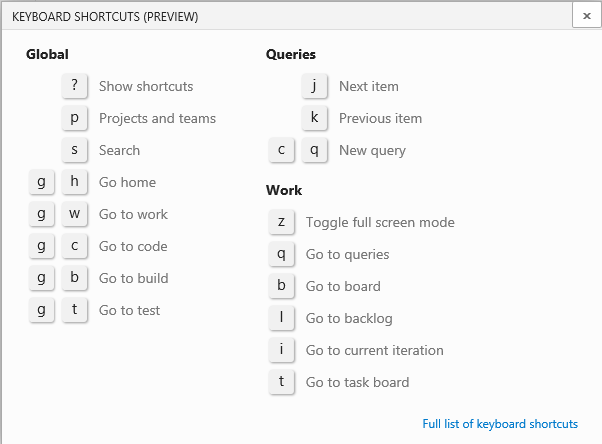 KEYBOARD SHORTCUTS (PREVIEW) ×
Global
? Show shortcuts
p Projects and teams
s Search
g h Go home
g w Go to work
g c Go to code
g b Go to build
g t Go to test
Queries
j Next item
k Previous item
c q New query
Work
z Toggle full screen mode
q Go to queries
b Go to board
l Go to backlog
i Go to current iteration
t Go to task board
Full list of keyboard shortcuts